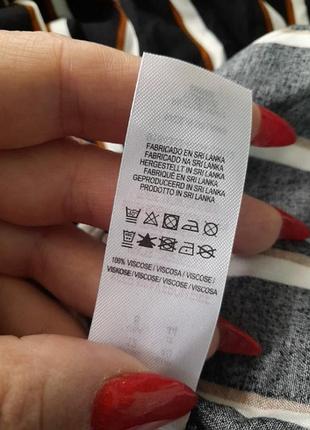 FABRICADO EN SRI LANKA
FABRICADO NA SRI LANKA
HERGESTELLT IN SRI LANKA
FABRIQUÉ EN SRI LANKA
GEPRODUCEERD IN SRI LANKA
PRODOTTO IN SRI LANKA
100% VISCOSE / VISCOSA / VISCOSE /
VISKOSE / VISCOSE / VISCOSE / VISCOSA